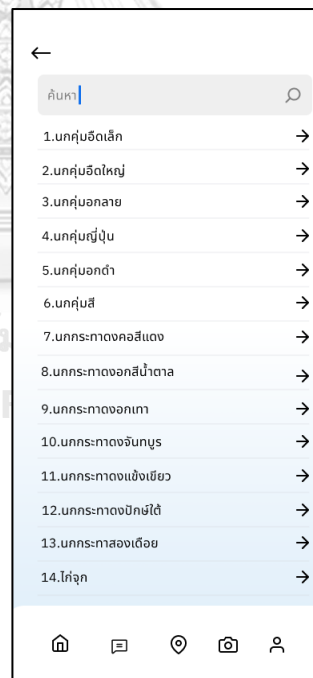 ค้นหา
1.นกคุ่มอืดเล็ก
2.นกคุ่มอืดใหญ่
3.นกคุ่มอกลาย
4.นกคุ่มญี่ปุ่น
5.นกคุ่มอกดำ
6.นกคุ่มสี
7.นกกระทาดงคอสีแดง
8.นกกระทาดงอกสีน้ำตาล
9.นกกระทาดงอกเทา
10.นกกระทาดงจันทบูร
11.นกกระทาดงแข้งเขียว
12.นกกระทาดงปักษ์ใต้
13.นกกระทาสองเดือย
14.ไก่จุก